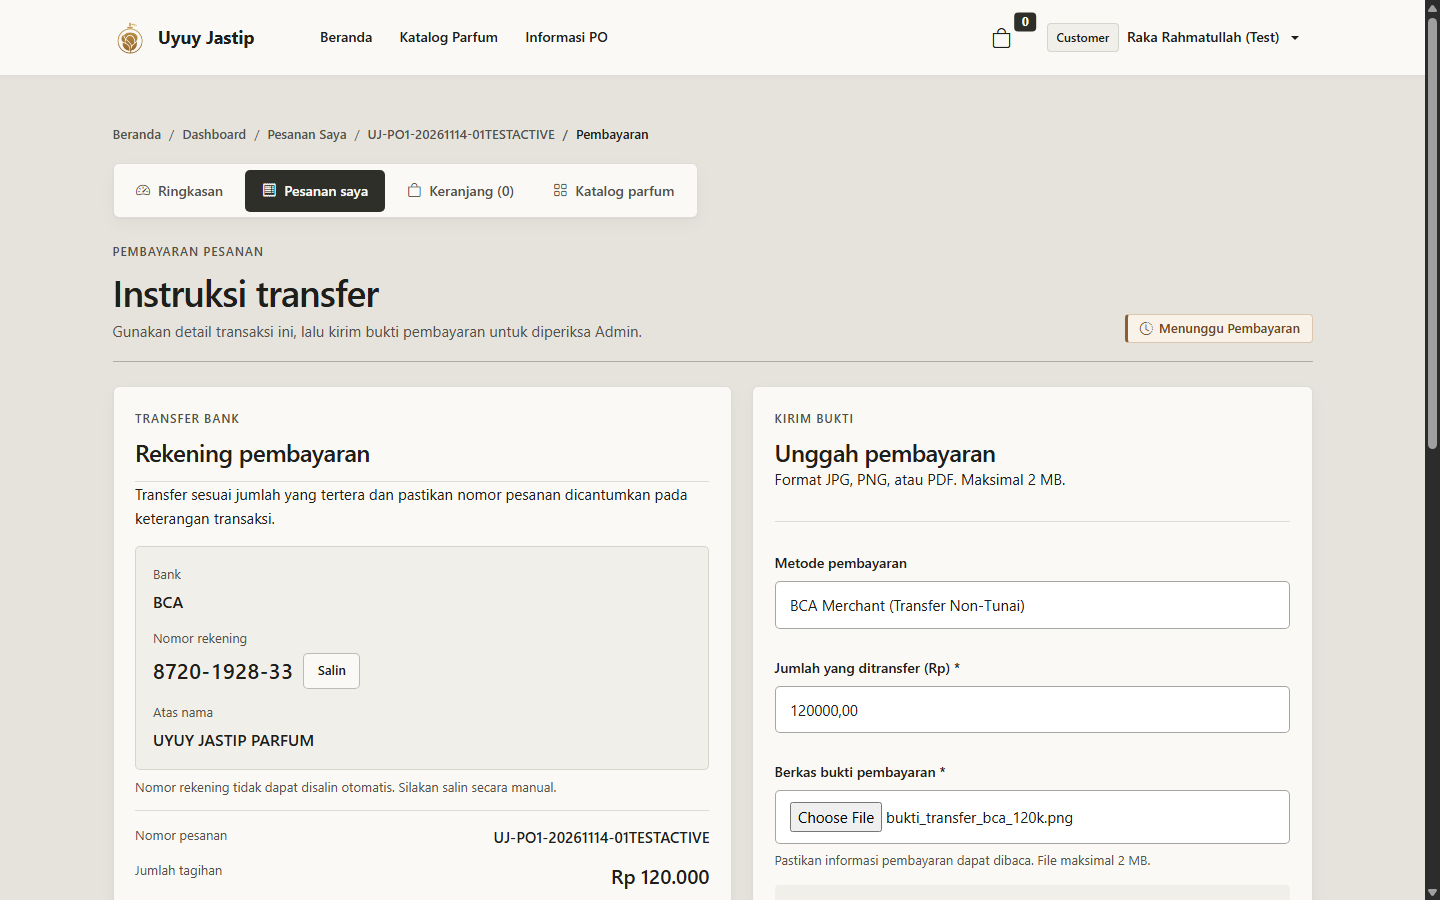 Uyuy Jastip
Beranda
Katalog Parfum
Informasi PO
0
Customer
Raka Rahmatullah (Test)
Beranda / Dashboard / Pesanan Saya / UJ-PO1-20261114-01TESTACTIVE / Pembayaran
Ringkasan
Pesanan saya
Keranjang (0)
Katalog parfum
PEMBAYARAN PESANAN
Instruksi transfer
Gunakan detail transaksi ini, lalu kirim bukti pembayaran untuk diperiksa Admin.
Menunggu Pembayaran
TRANSFER BANK
Rekening pembayaran
Transfer sesuai jumlah yang tertera dan pastikan nomor pesanan dicantumkan pada
keterangan transaksi.
Bank
BCA
Nomor rekening
8720-1928-33
Salin
Atas nama
UYUY JASTIP PARFUM
Nomor rekening tidak dapat disalin otomatis. Silakan salin secara manual.
Nomor pesanan
UJ-PO1-20261114-01TESTACTIVE
Jumlah tagihan
Rp 120.000
KIRIM BUKTI
Unggah pembayaran
Format JPG, PNG, atau PDF. Maksimal 2 MB.
Metode pembayaran
BCA Merchant (Transfer Non-Tunai)
Jumlah yang ditransfer (Rp) *
120000,00
Berkas bukti pembayaran *
Choose File bukti_transfer_bca_120k.png
Pastikan informasi pembayaran dapat dibaca. File maksimal 2 MB.